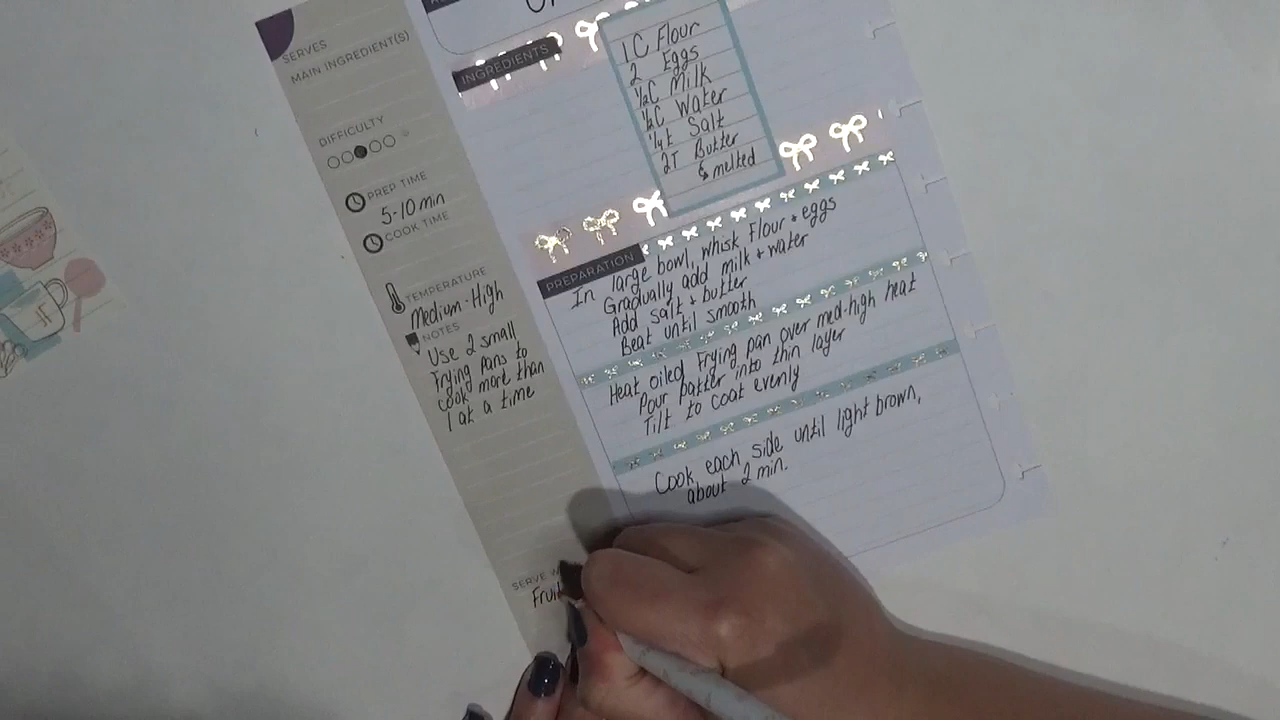 SERVES
MAIN INGREDIENT(S)
DIFFICULTY
PREP TIME
5-10 min
COOK TIME
TEMPERATURE
Medium-High
NOTES
Use 2 small
Frying pans to
cook more than
1 at a time
SERVE
Fruit
INGREDIENTS
1 C Flour
2 Eggs
½C Milk
½C Water
¼t Salt
2T Butter
↳ melted
PREPARATION
In large bowl, whisk Flour + eggs
Gradually add milk + water
Add salt + butter
Beat until smooth
Heat oiled Frying pan over med-high heat
Pour batter into thin layer
Tilt to coat evenly
Cook each side until light brown,
about 2 min.